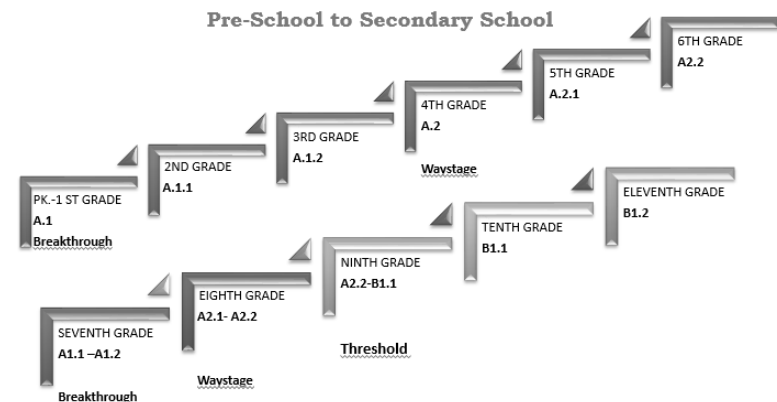 Pre-School to Secondary School
PK.-1 ST GRADE
A.1
Breakthrough
2ND GRADE
A.1.1
3RD GRADE
A.1.2
4TH GRADE
A.2
Waystage
5TH GRADE
A.2.1
6TH GRADE
A2.2
SEVENTH GRADE
A1.1 –A1.2
Breakthrough
EIGHTH GRADE
A2.1- A2.2
Waystage
NINTH GRADE
A2.2-B1.1
Threshold
TENTH GRADE
B1.1
ELEVENTH GRADE
B1.2